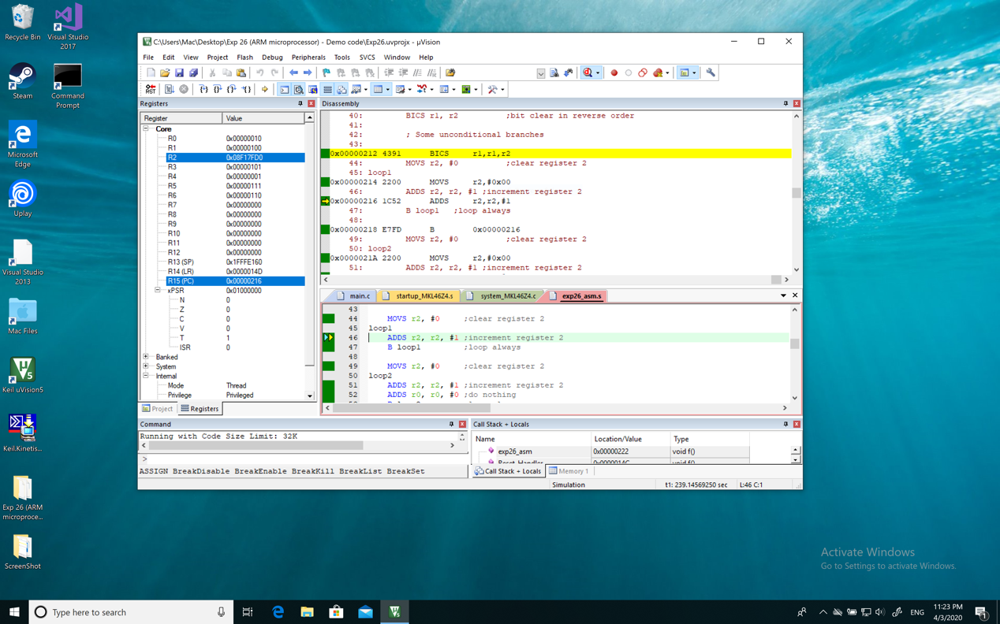 Recycle Bin
Visual Studio 2017
Steam
Command Prompt
Microsoft Edge
Uplay
Visual Studio 2013
Mac Files
Keil uVision5
Keil.Kinetis...
Exp 26 (ARM microproce...
ScreenShot
C:\Users\Mac\Desktop\Exp 26 (ARM microprocessor) - Demo code\Exp26.uvprojx - µVision
File Edit View Project Flash Debug Peripherals Tools SVCS Window Help
RST
Registers
Register Value
Core
R0 0x00000010
R1 0x00000100
R2 0x08F17FD0
R3 0x00000101
R4 0x00000001
R5 0x00000111
R6 0x00000110
R7 0x00000000
R8 0x00000000
R9 0x00000000
R10 0x00000000
R11 0x00000000
R12 0x00000000
R13 (SP) 0x1FFFE160
R14 (LR) 0x0000014D
R15 (PC) 0x00000216
xPSR 0x01000000
N 0
Z 0
C 0
V 0
T 1
ISR 0
Banked
System
Internal
Mode Thread
Privilege Privileged
Project Registers
Disassembly
40: BICS r1, r2 ;bit clear in reverse order
41:
42: ; Some unconditional branches
43:
0x00000212 4391 BICS r1,r1,r2
44: MOVS r2, #0 ;clear register 2
45: loop1
0x00000214 2200 MOVS r2,#0x00
46: ADDS r2, r2, #1 ;increment register 2
0x00000216 1C52 ADDS r2,r2,#1
47: B loop1 ;loop always
48:
0x00000218 E7FD B 0x00000216
49: MOVS r2, #0 ;clear register 2
50: loop2
0x0000021A 2200 MOVS r2,#0x00
51: ADDS r2, r2, #1 ;increment register 2
main.c startup_MKL46Z4.s system_MKL46Z4.c exp26_asm.s
43
44 MOVS r2, #0 ;clear register 2
45 loop1
46 ADDS r2, r2, #1 ;increment register 2
47 B loop1 ;loop always
48
49 MOVS r2, #0 ;clear register 2
50 loop2
51 ADDS r2, r2, #1 ;increment register 2
52 ADDS r0, r0, #0 ;do nothing
Command
Running with Code Size Limit: 32K
>
ASSIGN BreakDisable BreakEnable BreakKill BreakList BreakSet
Call Stack + Locals
Name Location/Value Type
exp26_asm 0x00000222 void f()
Reset_Handler 0x0000014C void f()
Call Stack + Locals Memory 1
Simulation t1: 239.14569250 sec L:46 C:1
Activate Windows
Go to Settings to activate Windows.
Type here to search
ENG
11:23 PM
4/3/2020
1